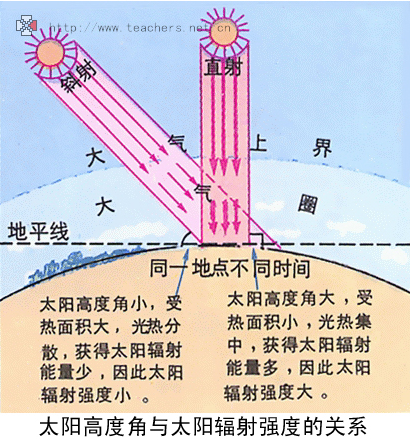 http://www.teachers.net.cn
斜射
直射
大气上界
大气圈
地平线
同一地点不同时间
太阳高度角小，受
热面积大，光热分
散，获得太阳辐射
能量少，因此太阳
辐射强度小。
太阳高度角大，受
热面积小，光热集
中，获得太阳辐射
能量多，因此太阳
辐射强度大。
太阳高度角与太阳辐射强度的关系